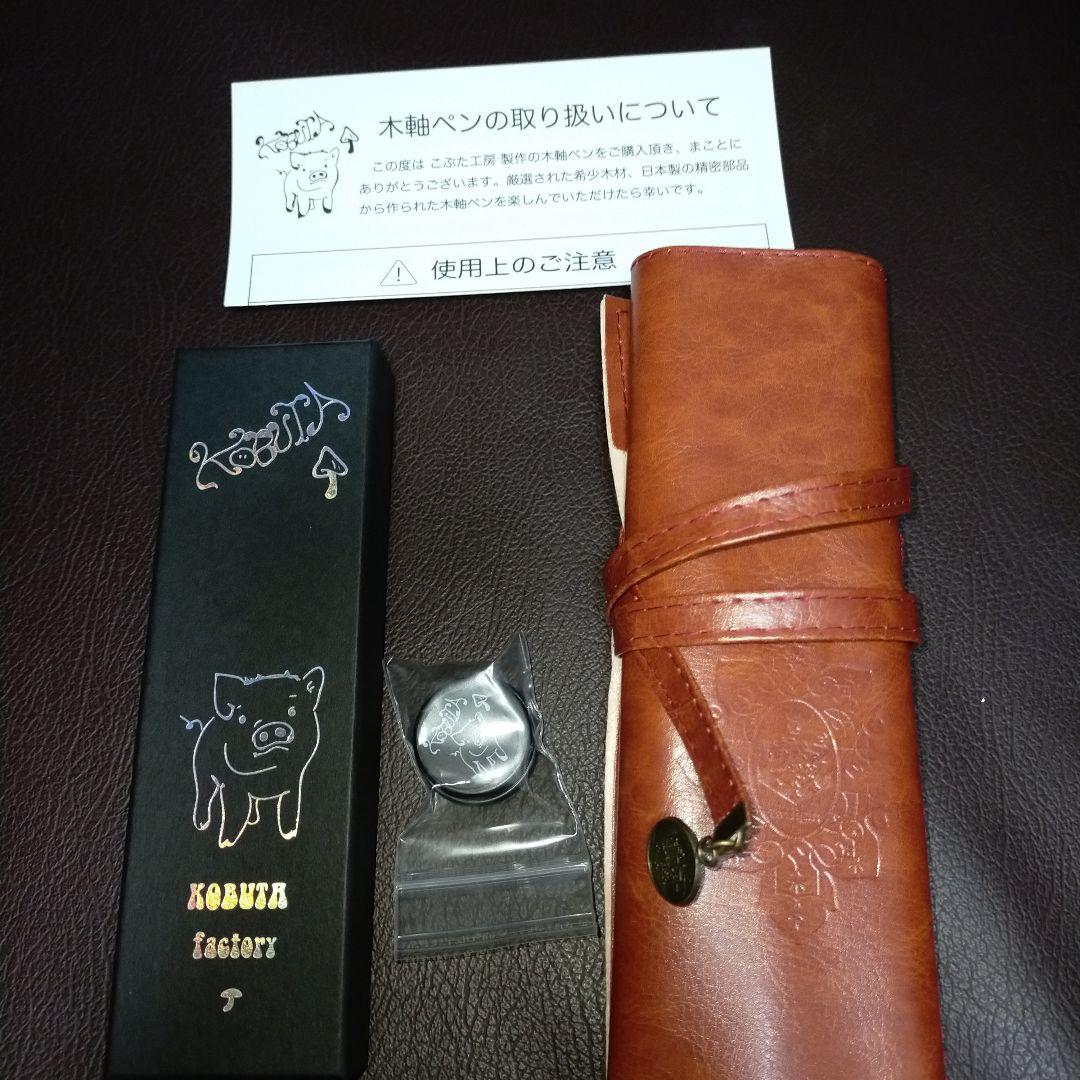 木軸ペンの取り扱いについて
この度は こぶた工房 製作の木軸ペンをご購入頂き、まことに
ありがとうございます。厳選された希少木材、日本製の精密部品
から作られた木軸ペンを楽しんでいただけたら幸いです。
使用上のご注意
KOBUTA
KOBUTA
factory